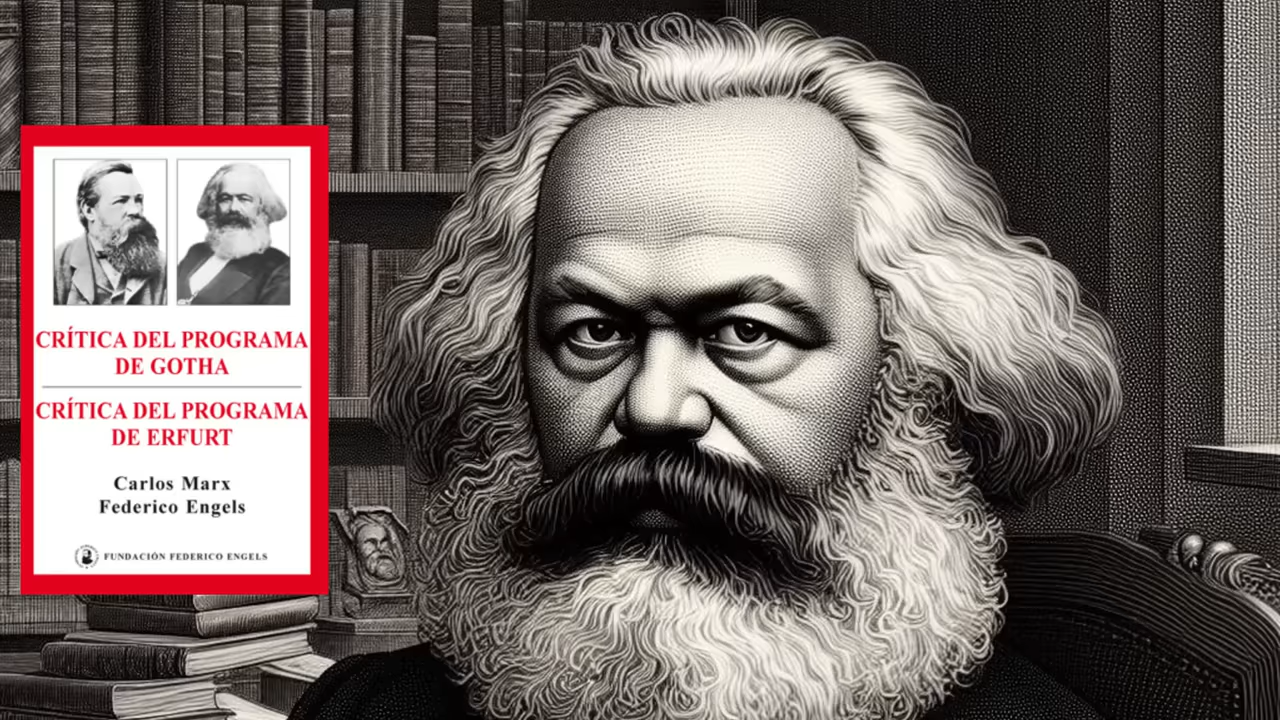 CRÍTICA DEL PROGRAMA
DE GOTHA
CRÍTICA DEL PROGRAMA
DE ERFURT
Carlos Marx
Federico Engels
FUNDACIÓN FEDERICO ENGELS